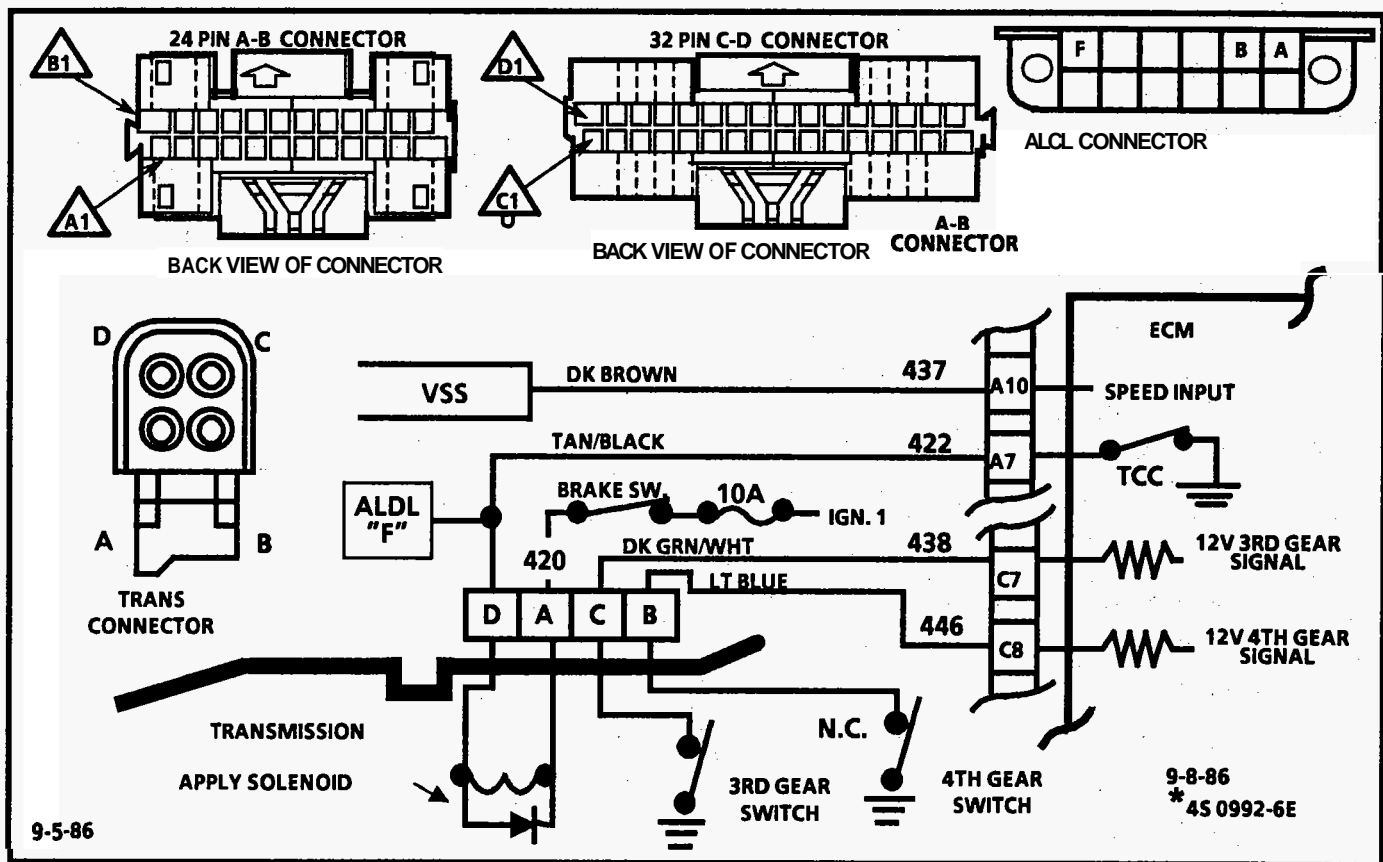 24 PIN A-B CONNECTOR
B1
A1
BACK VIEW OF CONNECTOR
32 PIN C-D CONNECTOR
D1
C1
BACK VIEW OF CONNECTOR
A-B
CONNECTOR
F B A
ALCL CONNECTOR
D C
A B
TRANS
CONNECTOR
VSS
DK BROWN 437
A10
ECM
SPEED INPUT
TAN/BLACK 422
A7
TCC
ALDL
"F"
BRAKE SW. 10A
IGN. 1
420
DK GRN/WHT 438
C7
12V 3RD GEAR
SIGNAL
LT BLUE
446
C8
12V 4TH GEAR
SIGNAL
D A C B
TRANSMISSION
APPLY SOLENOID
3RD GEAR
SWITCH
N.C.
4TH GEAR
SWITCH
9-5-86
9-8-86
* 4S 0992-6E